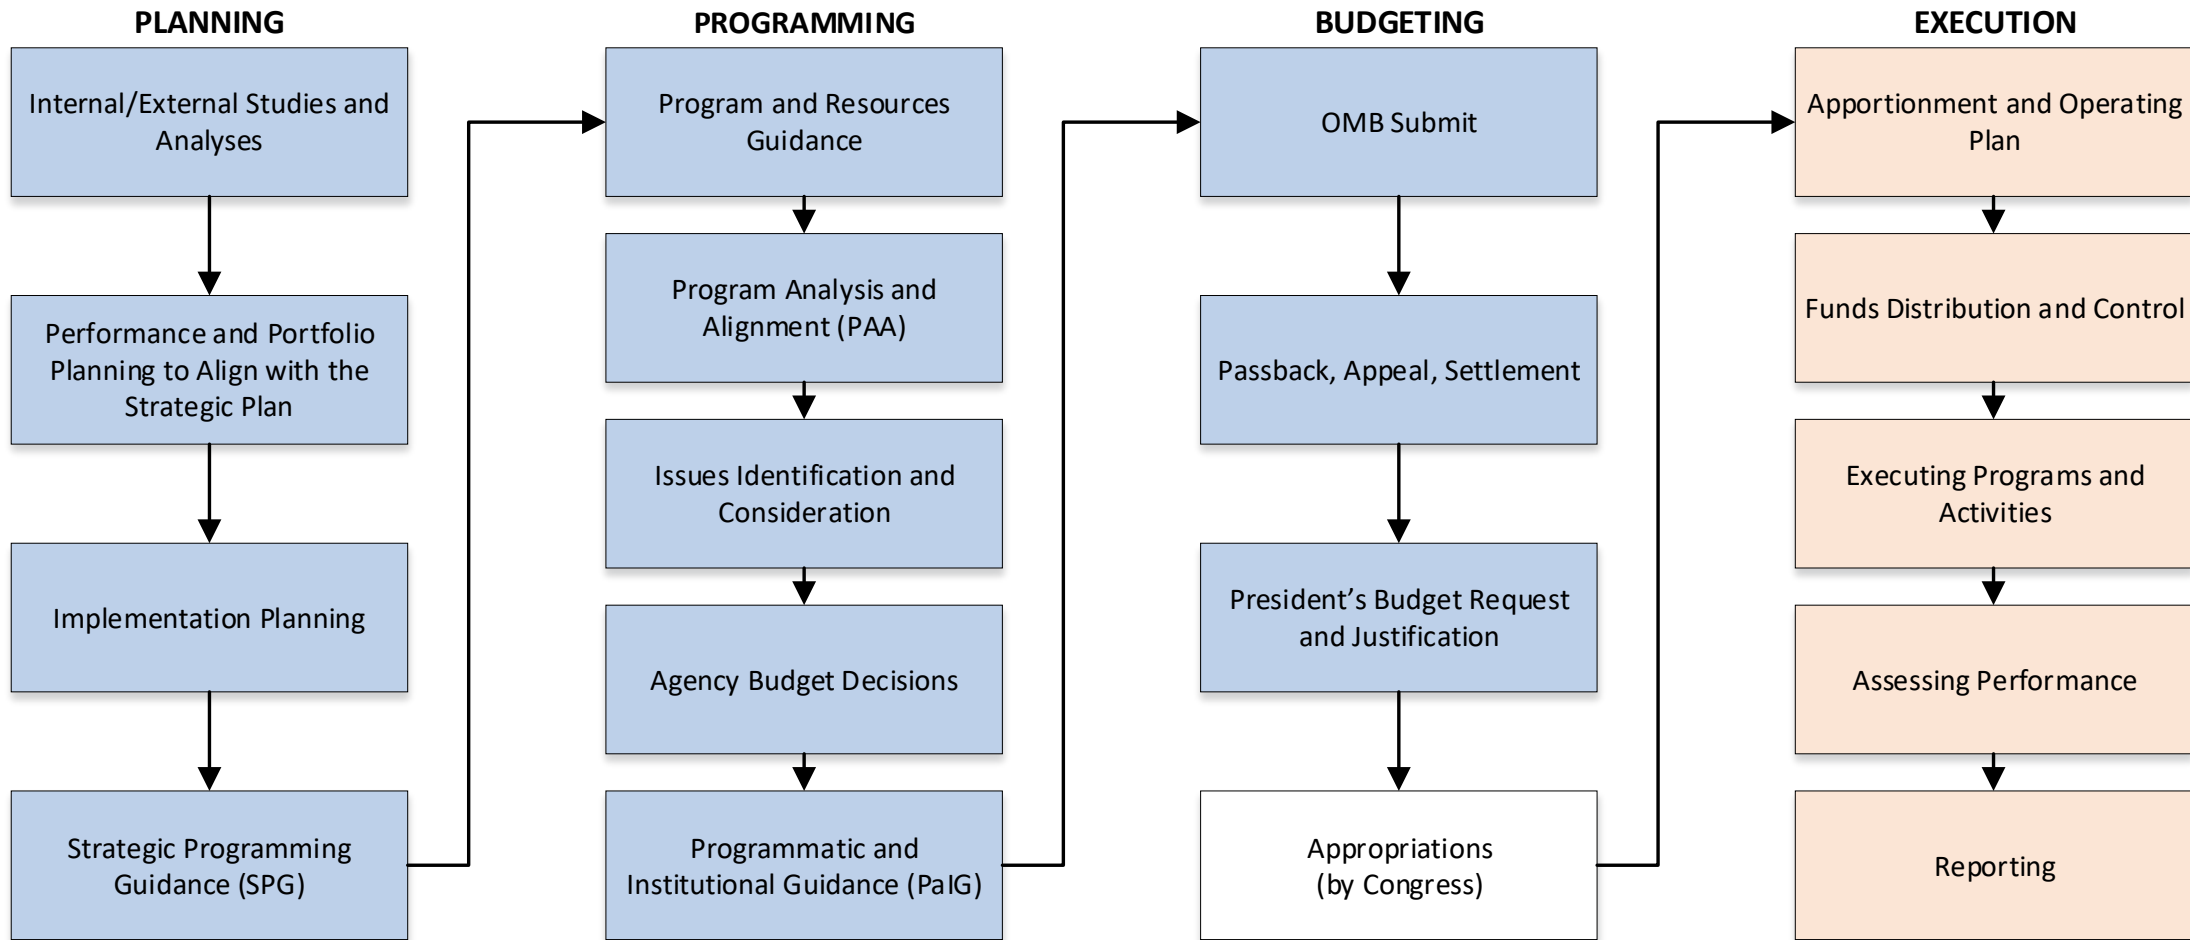 PLANNING
Internal/External Studies and
Analyses
Performance and Portfolio
Planning to Align with the
Strategic Plan
Implementation Planning
Strategic Programming
Guidance (SPG)
PROGRAMMING
Program and Resources
Guidance
Program Analysis and
Alignment (PAA)
Issues Identification and
Consideration
Agency Budget Decisions
Programmatic and
Institutional Guidance (PaIG)
BUDGETING
OMB Submit
Passback, Appeal, Settlement
President’s Budget Request
and Justification
Appropriations
(by Congress)
EXECUTION
Apportionment and Operating
Plan
Funds Distribution and Control
Executing Programs and
Activities
Assessing Performance
Reporting